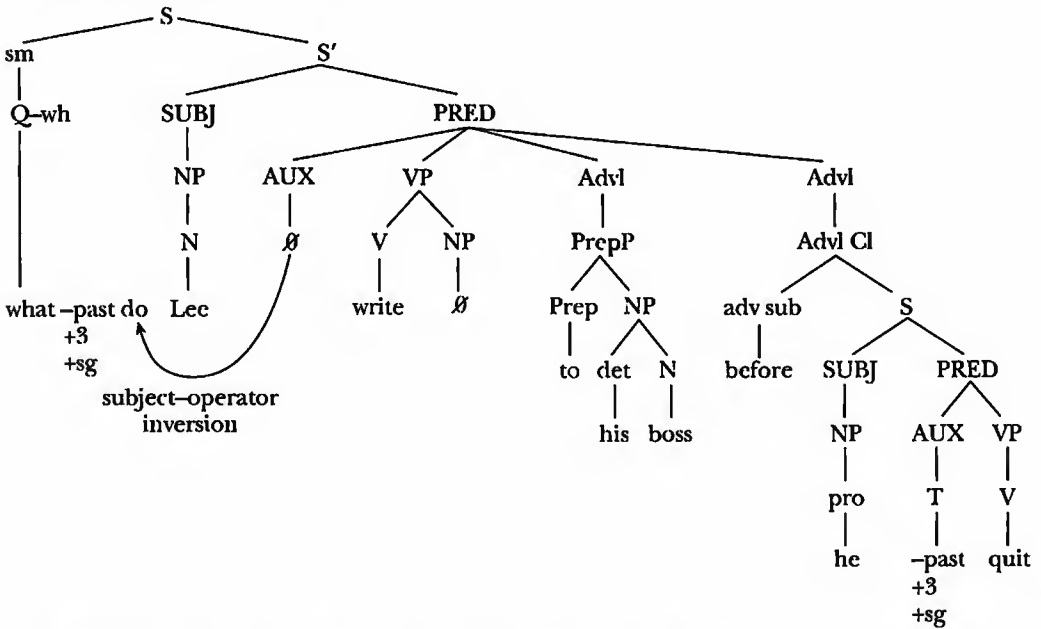 S
sm S′
Q–wh SUBJ PRED
NP AUX VP Advl Advl
N ∅ V NP PrepP Advl Cl
what –past do Lee write ∅ Prep NP adv sub S
+3
+sg to det N before SUBJ PRED
subject–operator
inversion his boss NP AUX VP
pro T V
he –past quit
+3
+sg